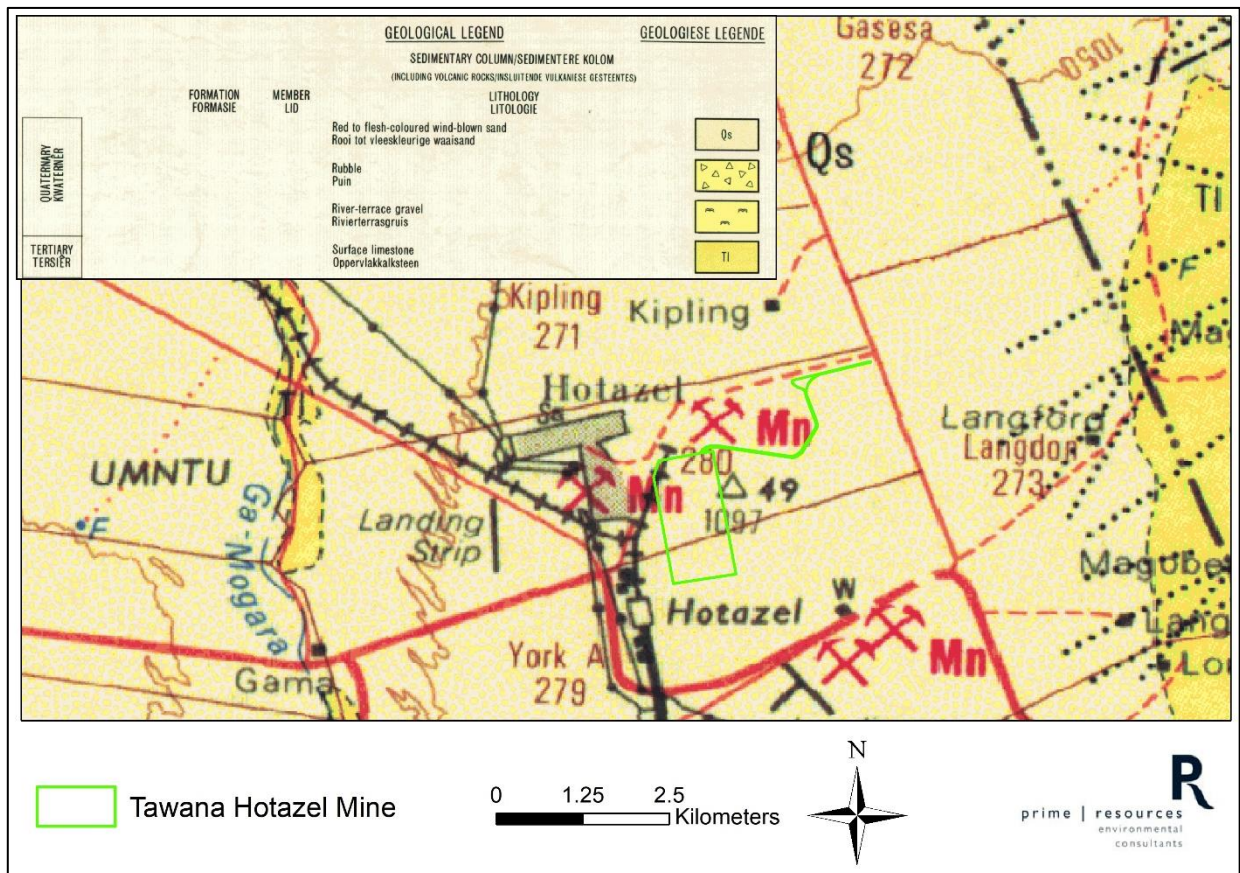 GEOLOGICAL LEGEND
GEOLOGIESE LEGENDE
SEDIMENTARY COLUMN/SEDIMENTÊRE KOLOM
(INCLUDING VOLCANIC ROCKS/INSLUITENDE VULKANIESE GESTEENTES)
FORMATION
FORMASIE
MEMBER
LID
LITHOLOGY
LITOLOGIE
QUATERNARY
KWATERNÊR
Red to flesh-coloured wind-blown sand
Rooi tot vleeskleurige waaisand
Qs
Rubble
Puin
River-terrace gravel
Rivierterrasgruis
TERTIARY
TERSIÊR
Surface limestone
Oppervlakkalksteen
Tl
Gasesa
272
1050
Qs
Tl
F
Kipling
271
Kipling
Hotazel
Mn
280
49
1097
Mn
Langford
Langdon
273
UMNTU
F
Ga-Mogara
Landing
Strip
Hotazel
W
Mn
York A
279
Gama
Tawana Hotazel Mine
0 1.25 2.5
Kilometers
N
R
prime | resources
environmental
consultants